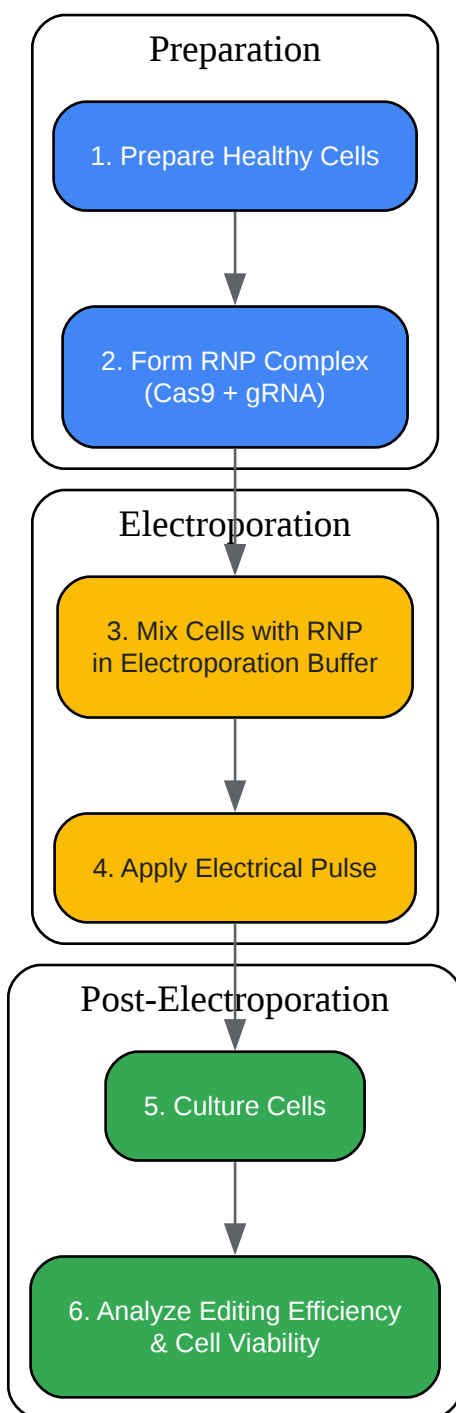 Preparation
1. Prepare Healthy Cells
2. Form RNP Complex
(Cas9 + gRNA)
Electroporation
3. Mix Cells with RNP
in Electroporation Buffer
4. Apply Electrical Pulse
Post-Electroporation
5. Culture Cells
6. Analyze Editing Efficiency
& Cell Viability